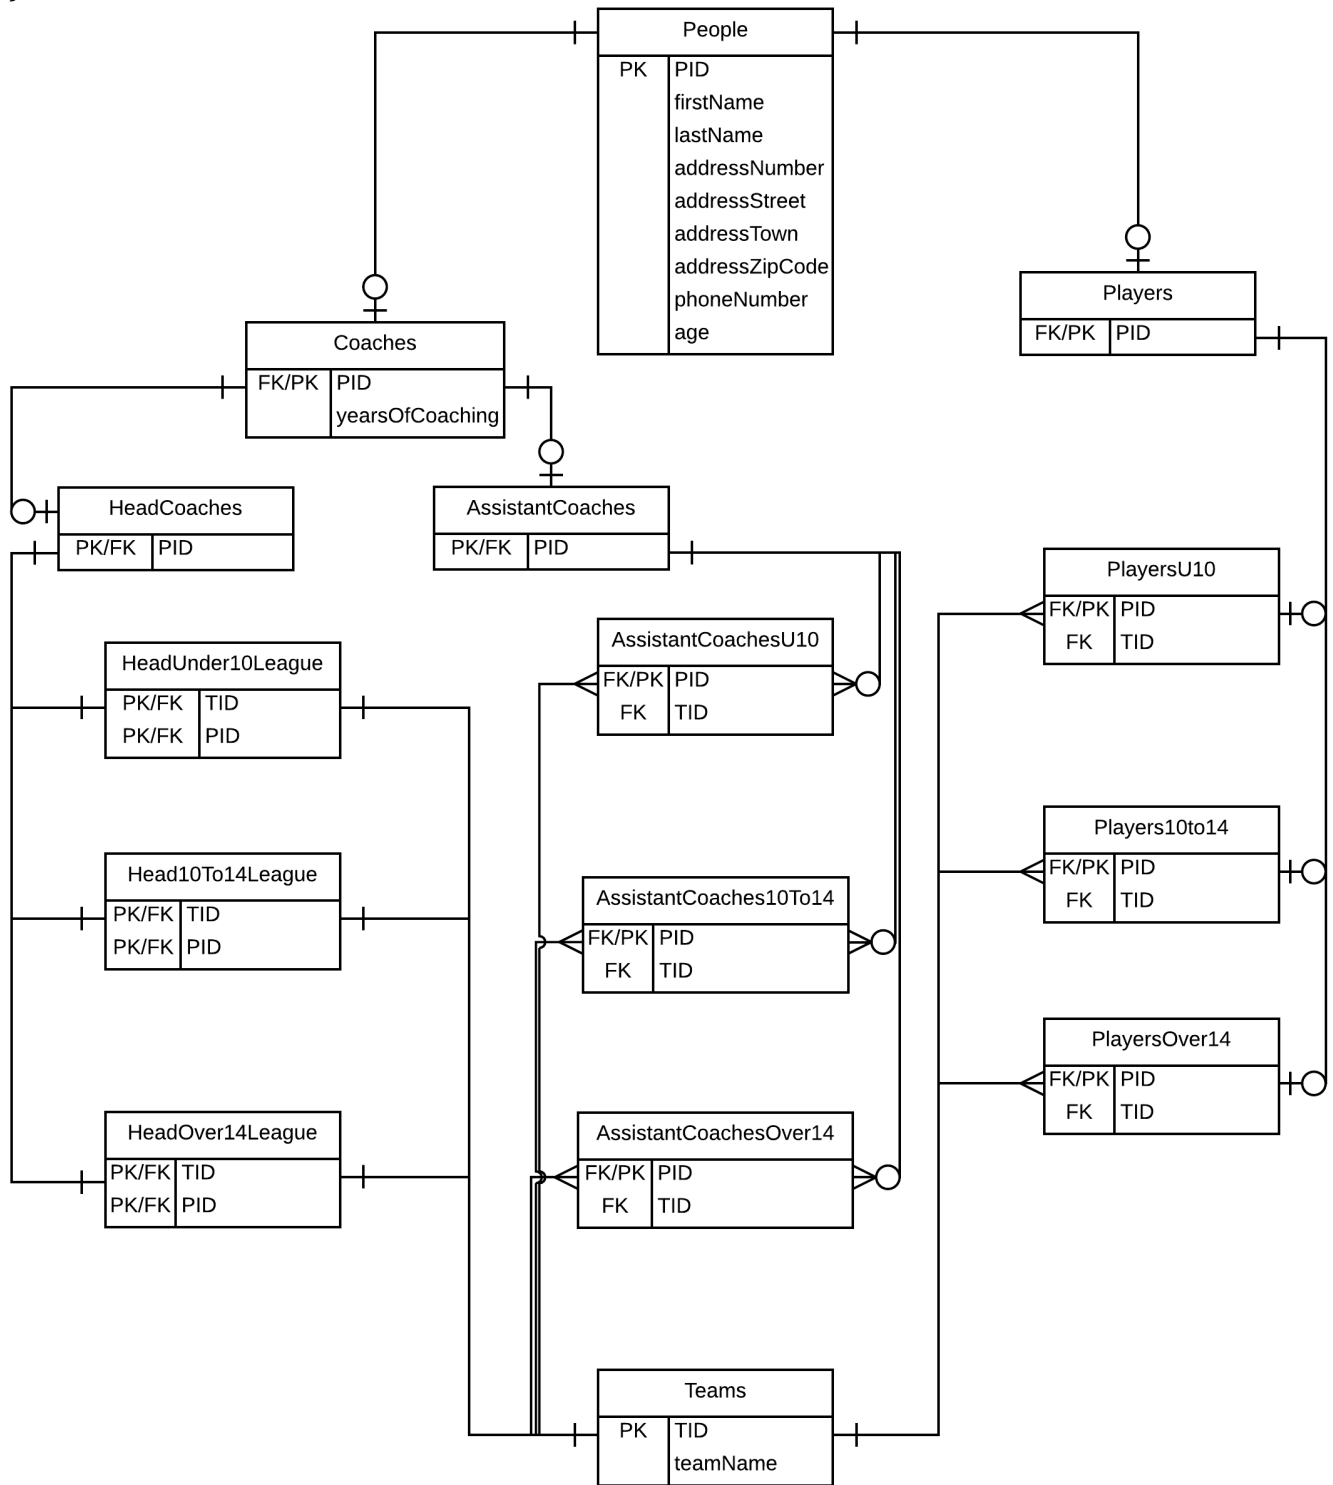 People
PK PID
firstName
lastName
addressNumber
addressStreet
addressTown
addressZipCode
phoneNumber
age
Players
FK/PK PID
Coaches
FK/PK PID
yearsOfCoaching
HeadCoaches
PK/FK PID
AssistantCoaches
PK/FK PID
PlayersU10
FK/PK PID
FK TID
HeadUnder10League
PK/FK TID
PK/FK PID
AssistantCoachesU10
FK/PK PID
FK TID
Players10to14
FK/PK PID
FK TID
Head10To14League
PK/FK TID
PK/FK PID
AssistantCoaches10To14
FK/PK PID
FK TID
PlayersOver14
FK/PK PID
FK TID
HeadOver14League
PK/FK TID
PK/FK PID
AssistantCoachesOver14
FK/PK PID
FK TID
Teams
PK TID
teamName